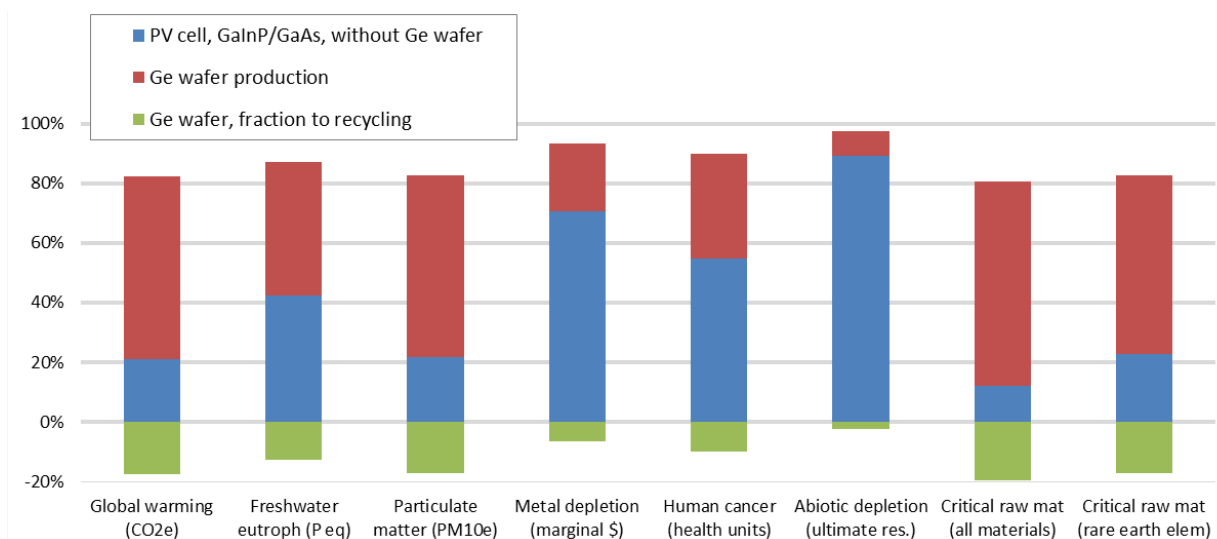 PV cell, GaInP/GaAs, without Ge wafer
Ge wafer production
Ge wafer, fraction to recycling
100%
80%
60%
40%
20%
0%
-20%
Global warming
(CO2e)
Freshwater
eutroph (P eq)
Particulate
matter (PM10e)
Metal depletion
(marginal $)
Human cancer
(health units)
Abiotic depletion
(ultimate res.)
Critical raw mat
(all materials)
Critical raw mat
(rare earth elem)